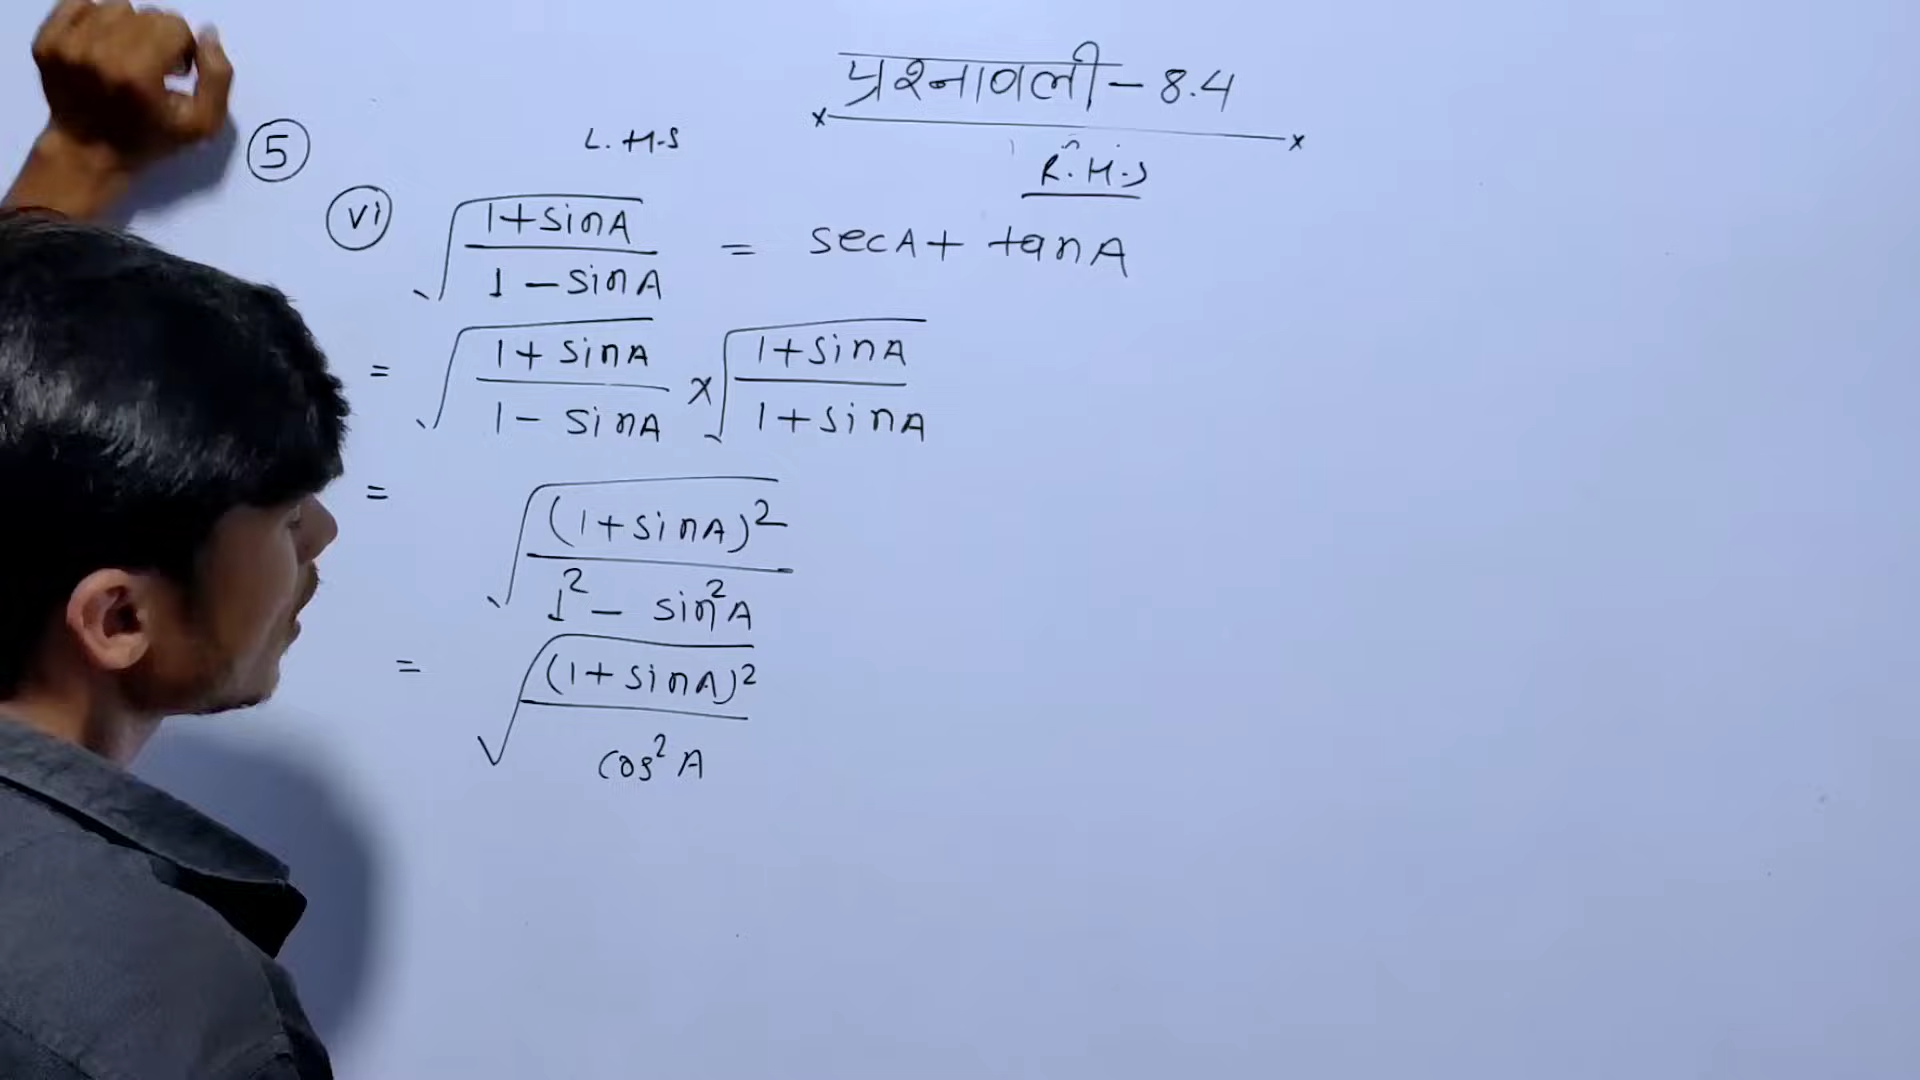 प्रश्नावली – 8.4
5 L.H.S R.H.S
vi √(1+sinA / 1–sinA) = secA + tanA
= √(1+sinA / 1–sinA) × √(1+sinA / 1+sinA)
= √((1+sinA)² / 1² – sin²A)
= √((1+sinA)² / cos²A)